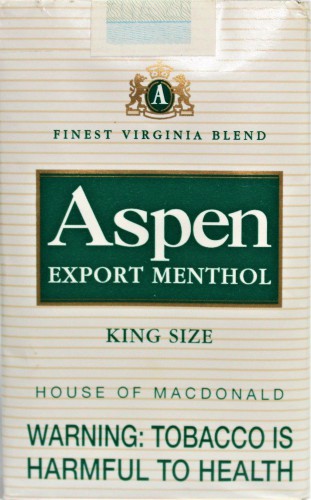 A
FINEST VIRGINIA BLEND
Aspen
EXPORT MENTHOL
KING SIZE
HOUSE OF MACDONALD
WARNING: TOBACCO IS
HARMFUL TO HEALTH